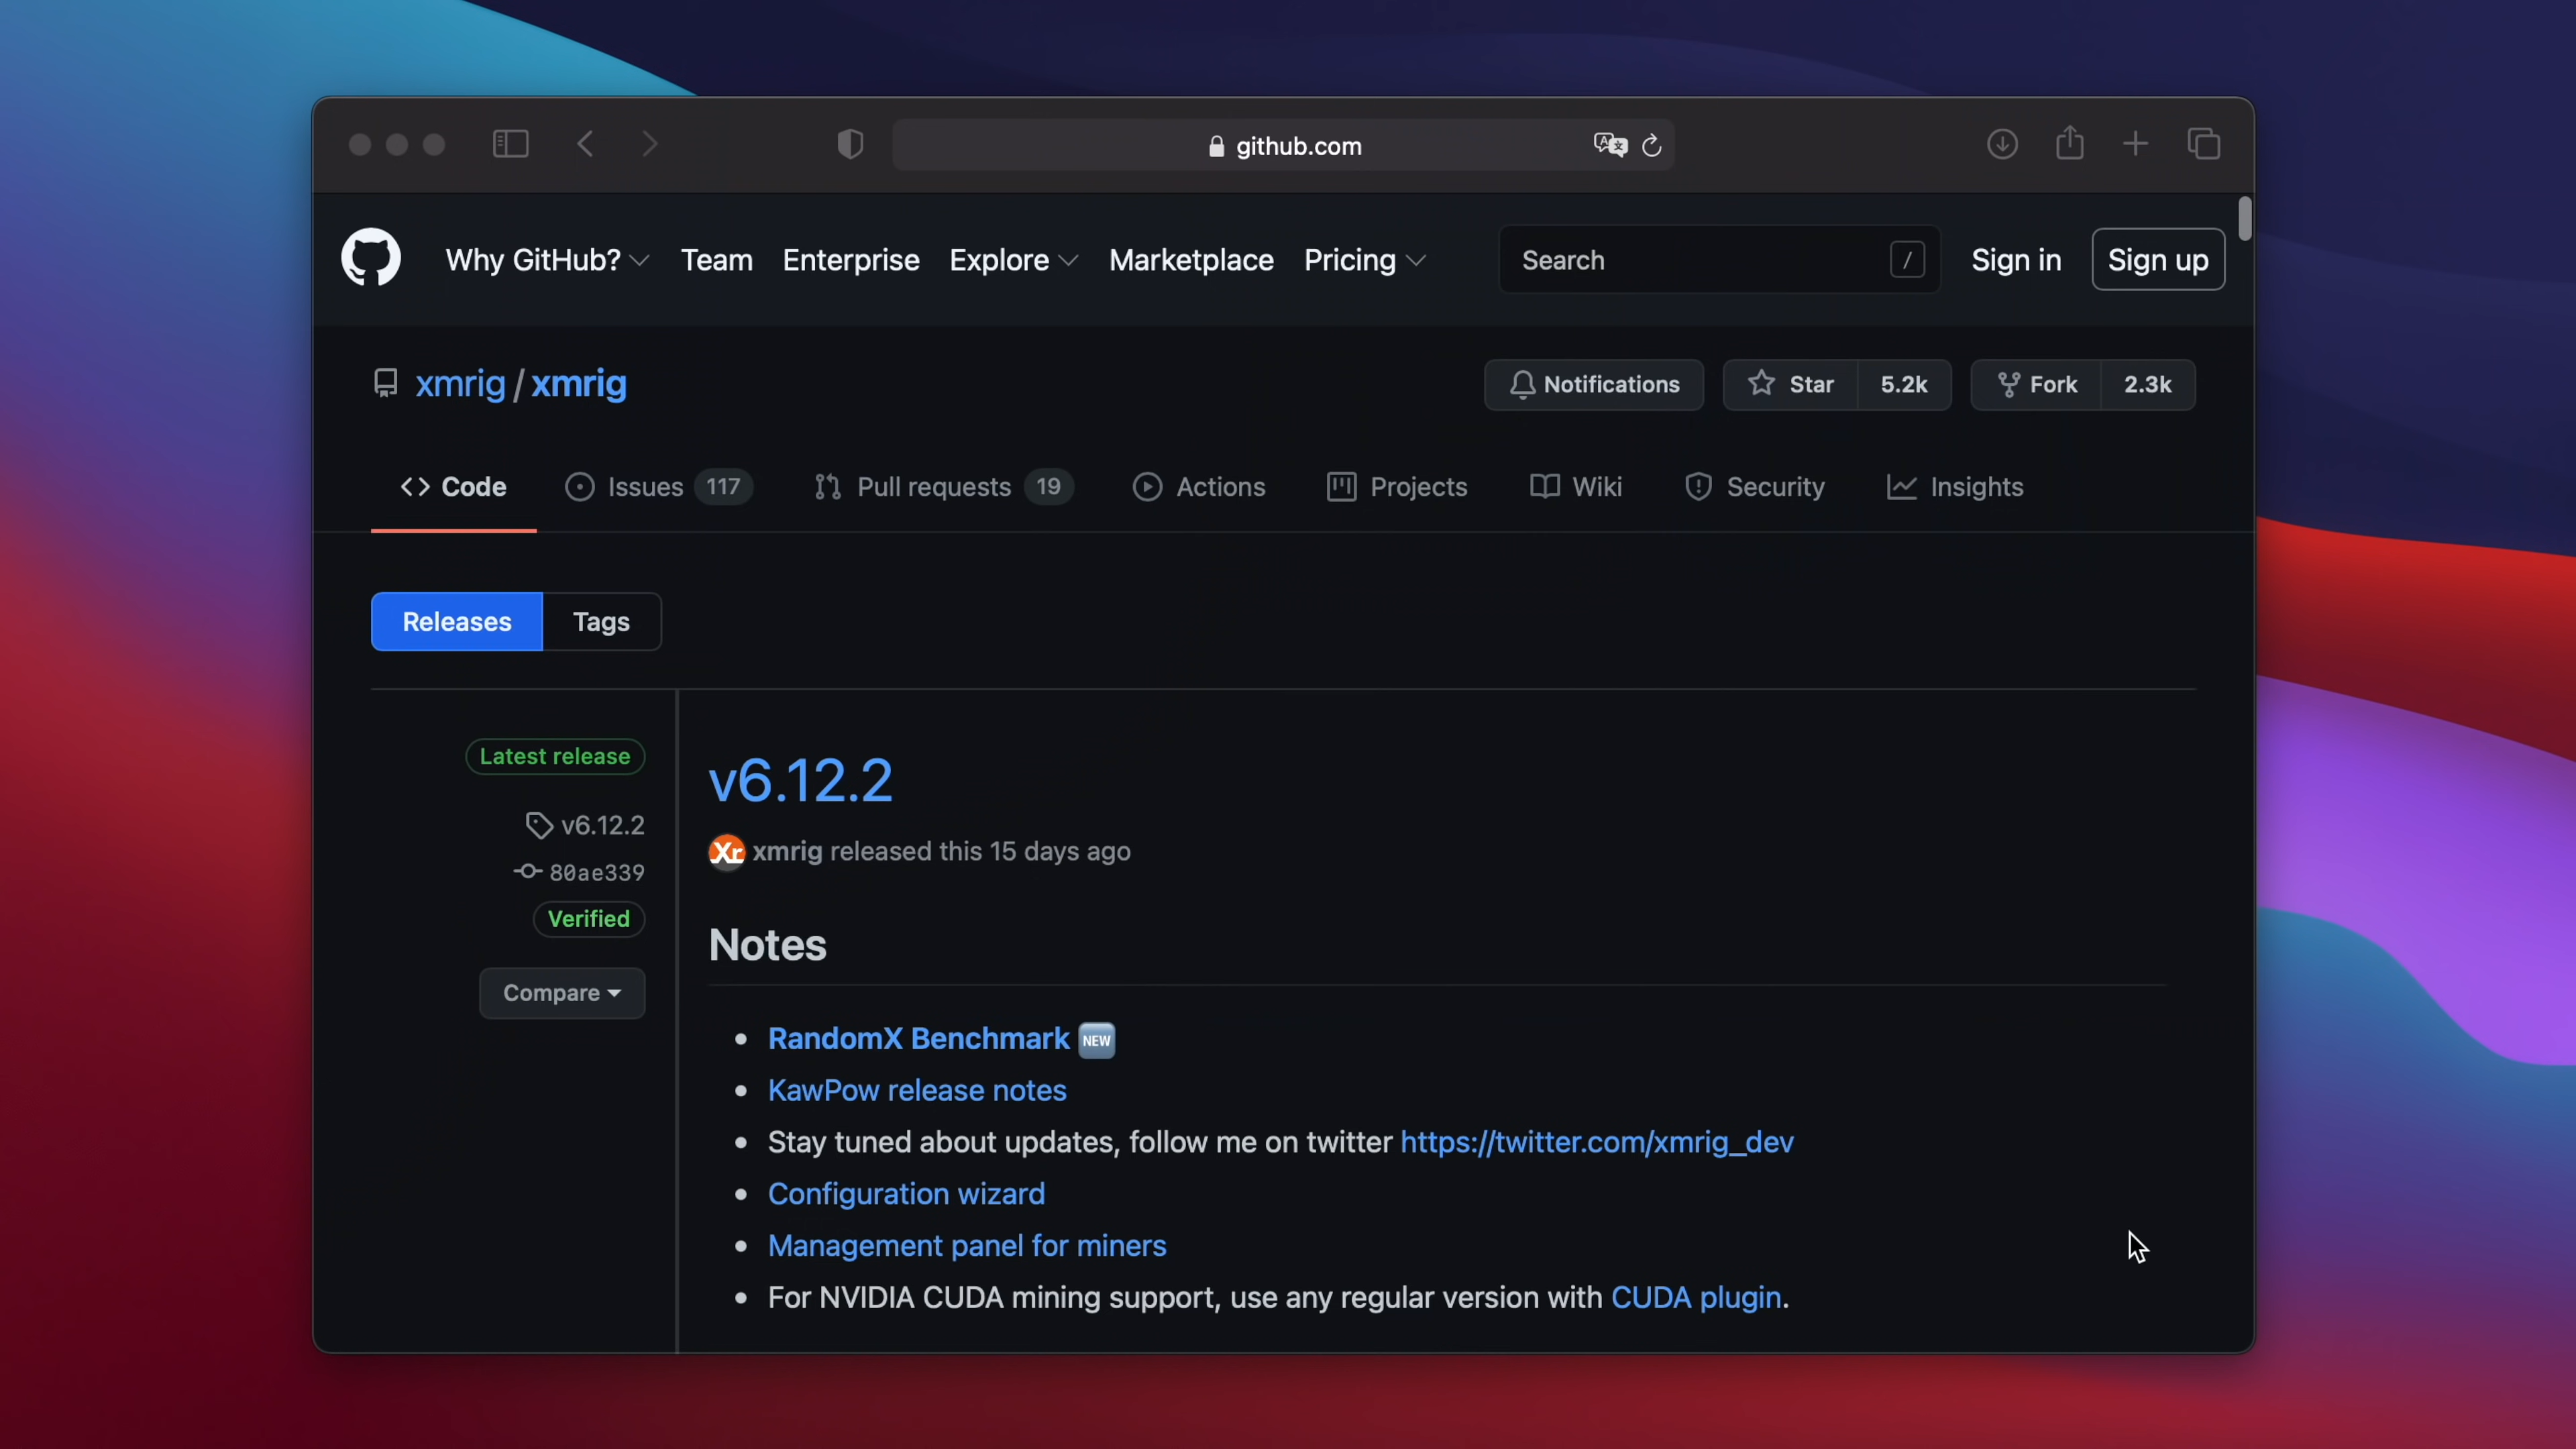 github.com
Why GitHub? Team Enterprise Explore Marketplace Pricing Search / Sign in Sign up
xmrig / xmrig Notifications Star 5.2k Fork 2.3k
<> Code Issues 117 Pull requests 19 Actions Projects Wiki Security Insights
Releases Tags
Latest release
v6.12.2
80ae339
Verified
Compare
v6.12.2
Xr xmrig released this 15 days ago
Notes
• RandomX Benchmark NEW
• KawPow release notes
• Stay tuned about updates, follow me on twitter https://twitter.com/xmrig_dev
• Configuration wizard
• Management panel for miners
• For NVIDIA CUDA mining support, use any regular version with CUDA plugin.